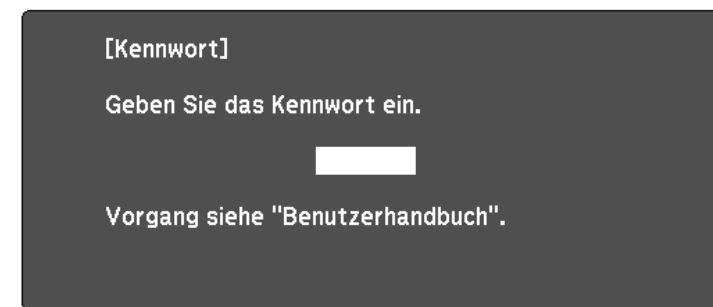 [Kennwort]
Geben Sie das Kennwort ein.
Vorgang siehe "Benutzerhandbuch".